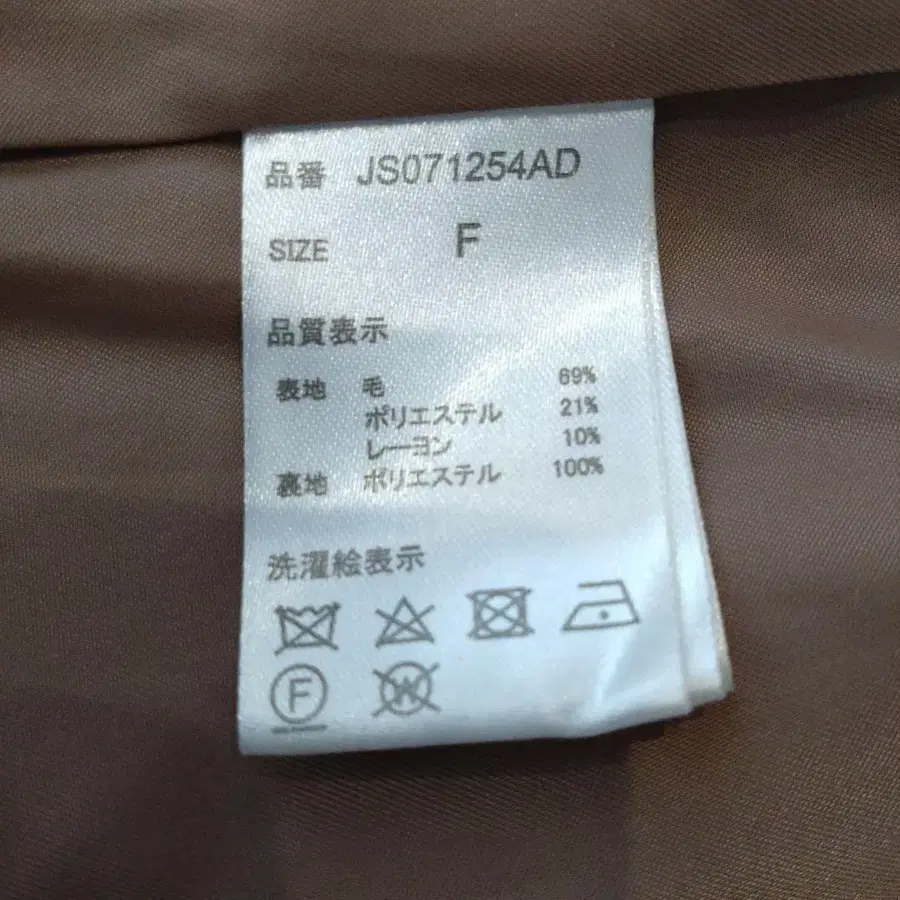 品番 JS071254AD
SIZE F
品質表示
表地 毛 69%
ポリエステル 21%
レーヨン 10%
裏地 ポリエステル 100%
洗濯絵表示
F W